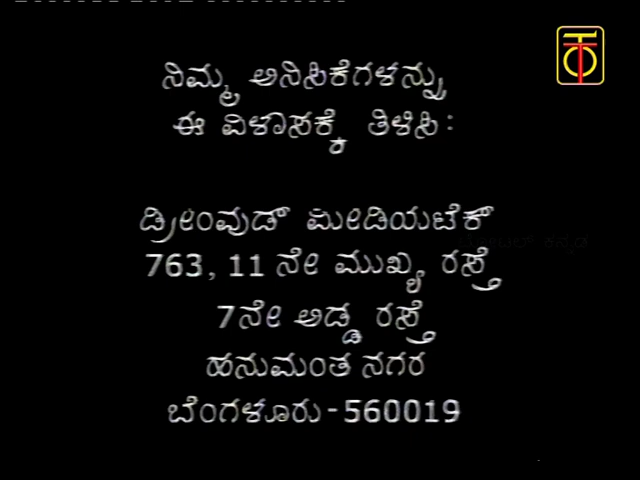 ನಿಮ್ಮ ಅನಿಸಿಕೆಗಳನ್ನು
ಈ ವಿಳಾಸಕ್ಕೆ ತಿಳಿಸಿ:
ಡ್ರೀಂವುಡ್ ಮೀಡಿಯಟೆಕ್
763, 11 ನೇ ಮುಖ್ಯ ರಸ್ತೆ
7ನೇ ಅಡ್ಡ ರಸ್ತೆ
ಹನುಮಂತ ನಗರ
ಬೆಂಗಳೂರು-560019